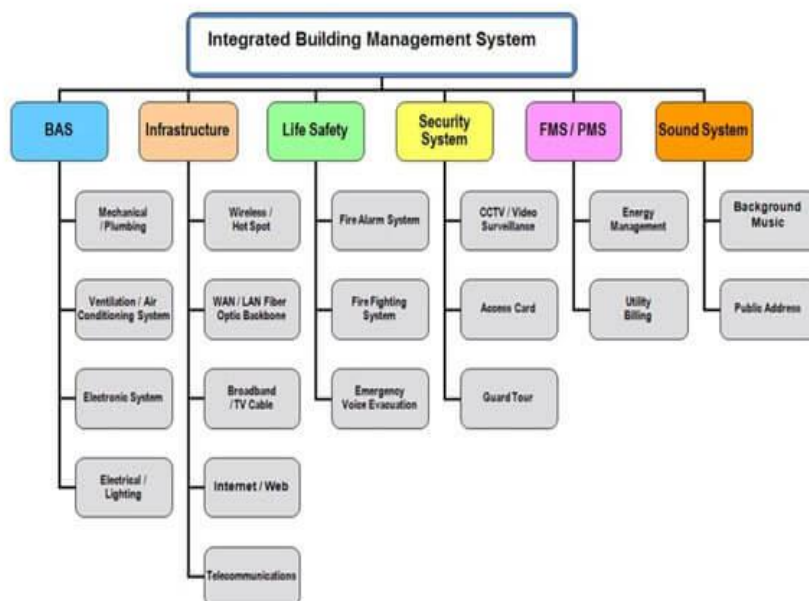 Integrated Building Management System
BAS
Infrastructure
Life Safety
Security
System
FMS / PMS
Sound System
Mechanical
/ Plumbing
Ventilation / Air
Conditioning System
Electronic System
Electrical /
Lighting
Wireless /
Hot Spot
WAN / LAN Fiber
Optic Backbone
Broadband
/ TV Cable
Internet / Web
Telecommunications
Fire Alarm System
Fire Fighting
System
Emergency
Voice Evacuation
CCTV / Video
Surveillance
Access Card
Guard Tour
Energy
Management
Utility
Billing
Background
Music
Public Address